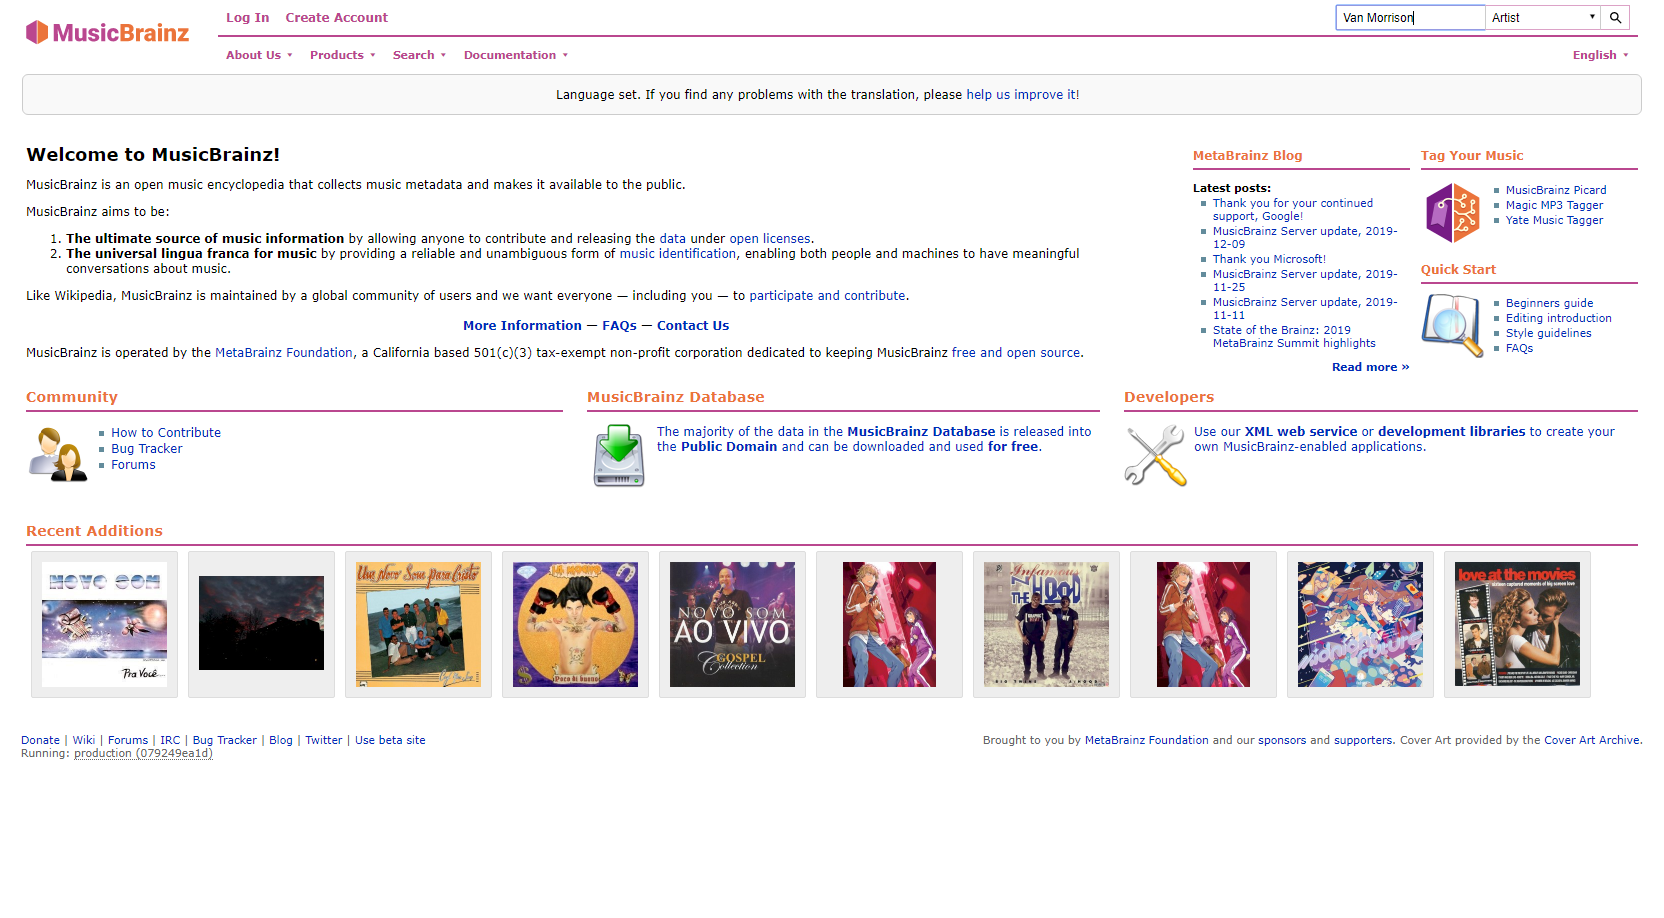 MusicBrainz
Log In Create Account
Van Morrison Artist
About Us Products Search Documentation English
Language set. If you find any problems with the translation, please help us improve it!
Welcome to MusicBrainz!
MusicBrainz is an open music encyclopedia that collects music metadata and makes it available to the public.
MusicBrainz aims to be:
1. The ultimate source of music information by allowing anyone to contribute and releasing the data under open licenses.
2. The universal lingua franca for music by providing a reliable and unambiguous form of music identification, enabling both people and machines to have meaningful
conversations about music.
Like Wikipedia, MusicBrainz is maintained by a global community of users and we want everyone — including you — to participate and contribute.
More Information — FAQs — Contact Us
MusicBrainz is operated by the MetaBrainz Foundation, a California based 501(c)(3) tax-exempt non-profit corporation dedicated to keeping MusicBrainz free and open source.
MetaBrainz Blog
Latest posts:
Thank you for your continued
support, Google!
MusicBrainz Server update, 2019-
12-09
Thank you Microsoft!
MusicBrainz Server update, 2019-
11-25
MusicBrainz Server update, 2019-
11-11
State of the Brainz: 2019
MetaBrainz Summit highlights
Read more »
Tag Your Music
MusicBrainz Picard
Magic MP3 Tagger
Yate Music Tagger
Quick Start
Beginners guide
Editing introduction
Style guidelines
FAQs
Community
How to Contribute
Bug Tracker
Forums
MusicBrainz Database
The majority of the data in the MusicBrainz Database is released into
the Public Domain and can be downloaded and used for free.
Developers
Use our XML web service or development libraries to create your
own MusicBrainz-enabled applications.
Recent Additions
NOVO SOM
Pra Você
Um Novo Som para Cristo
NOVO SOM
AO VIVO
GOSPEL
Collection
Infamous
IN
THE HOOD
love at the movies
Donate | Wiki | Forums | IRC | Bug Tracker | Blog | Twitter | Use beta site
Running: production (079249ea1d)
Brought to you by MetaBrainz Foundation and our sponsors and supporters. Cover Art provided by the Cover Art Archive.